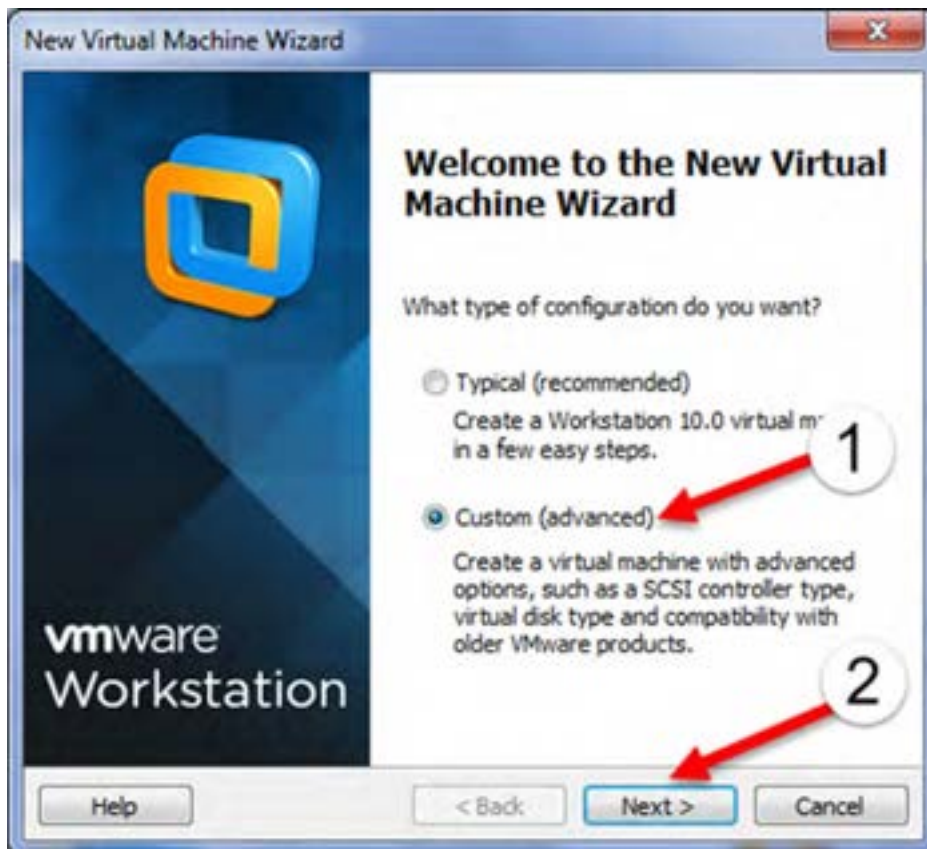 New Virtual Machine Wizard
Welcome to the New Virtual
Machine Wizard
What type of configuration do you want?
Typical (recommended)
Create a Workstation 10.0 virtual
in a few easy steps.
1
Custom (advanced)
Create a virtual machine with advanced
options, such as a SCSI controller type,
virtual disk type and compatibility with
older VMware products.
vmware
Workstation
2
Help
< Back
Next >
Cancel